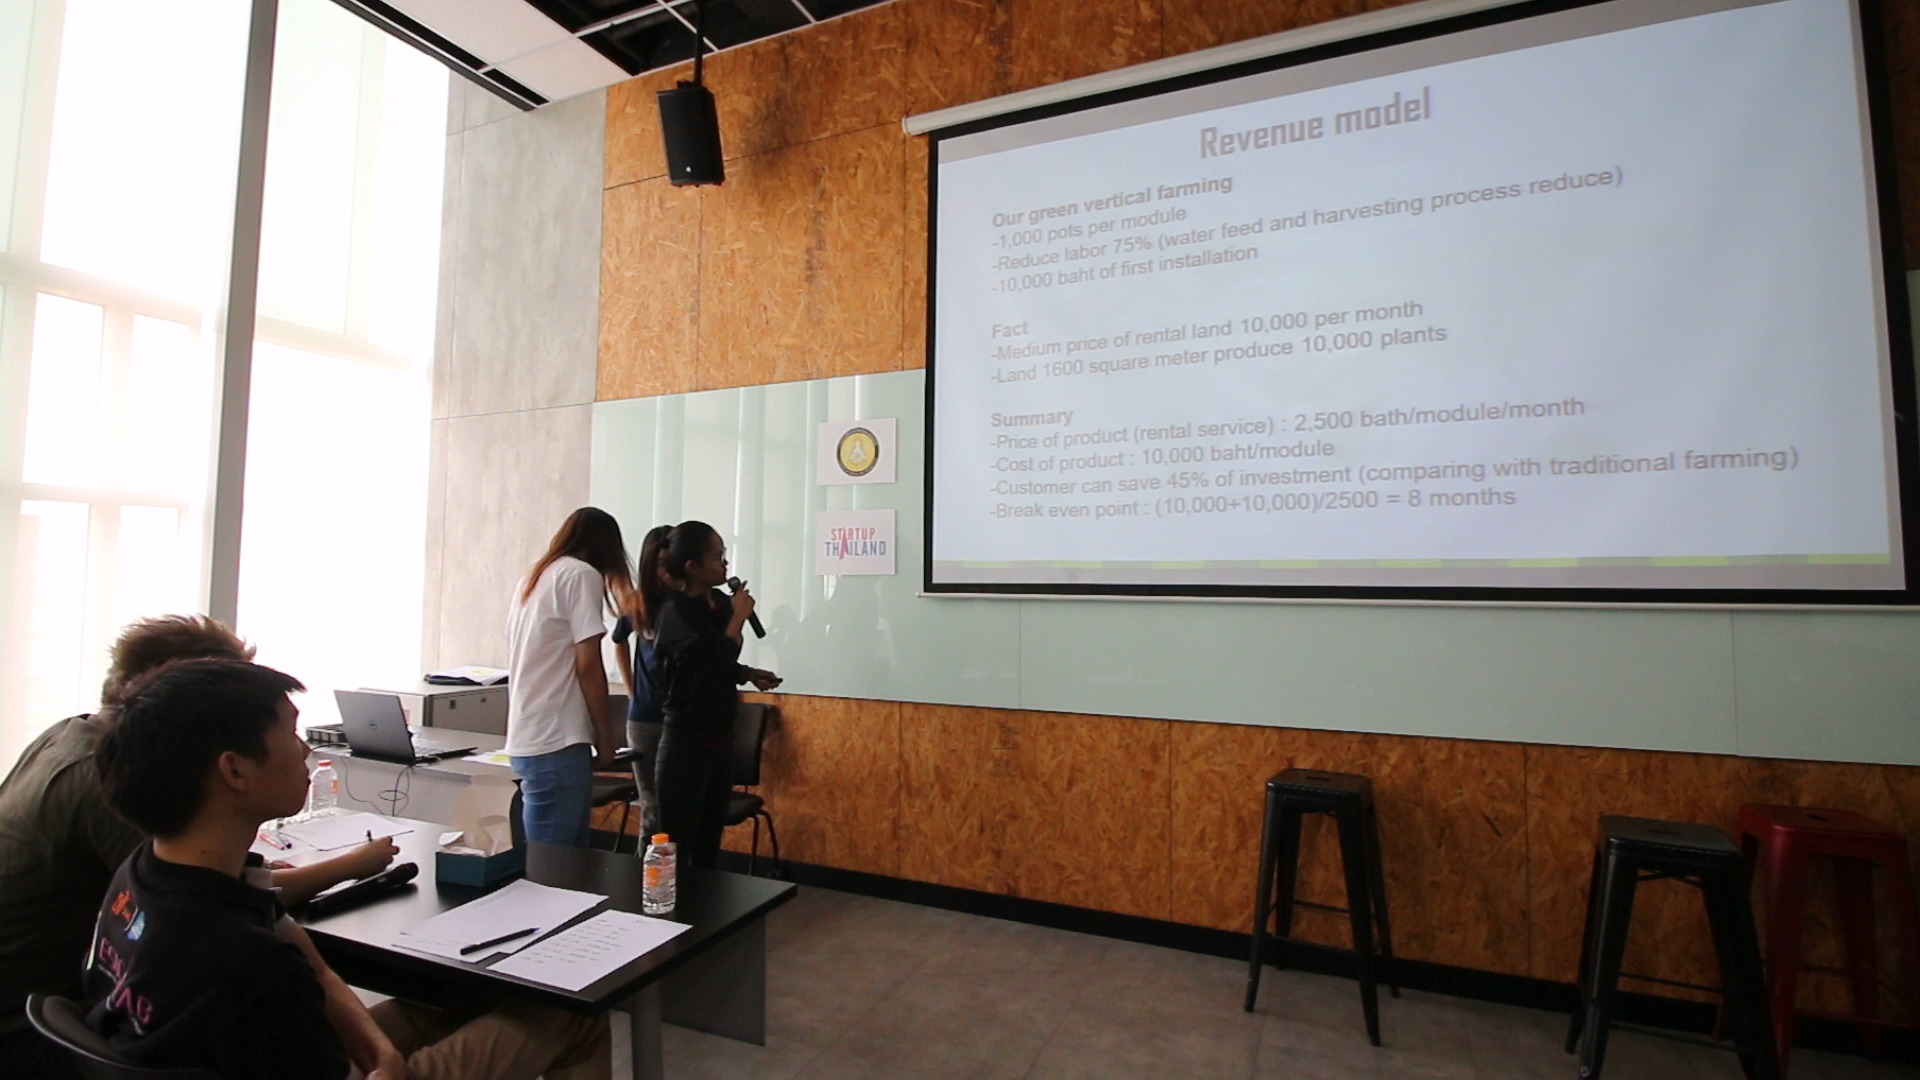 Revenue model
Our green vertical farming
-1,000 pots per module
-Reduce labor 75% (water feed and harvesting process reduce)
-10,000 baht of first installation
Fact
-Medium price of rental land 10,000 per month
-Land 1600 square meter produce 10,000 plants
Summary
-Price of product (rental service) : 2,500 bath/module/month
-Cost of product : 10,000 baht/module
-Customer can save 45% of investment (comparing with traditional farming)
-Break even point : (10,000+10,000)/2500 = 8 months
STARTUP
THAILAND